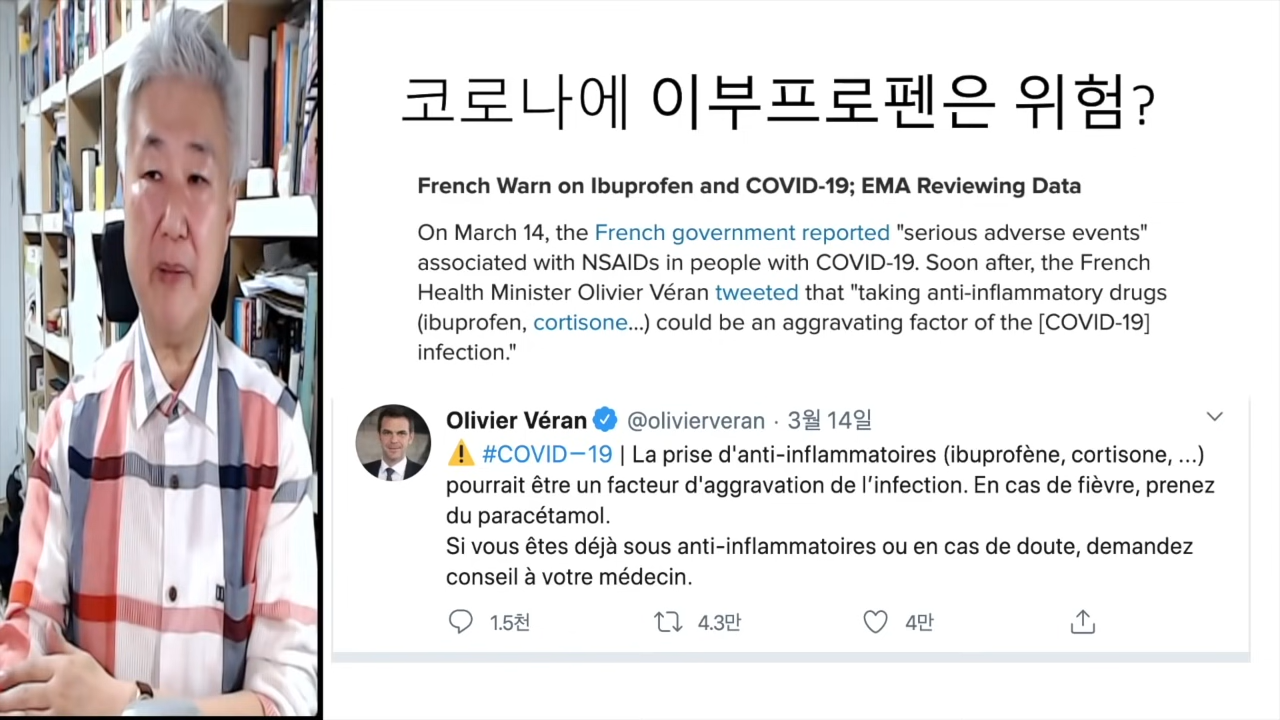 코로나에 이부프로펜은 위험?
French Warn on Ibuprofen and COVID-19; EMA Reviewing Data
On March 14, the French government reported "serious adverse events"
associated with NSAIDs in people with COVID-19. Soon after, the French
Health Minister Olivier Véran tweeted that "taking anti-inflammatory drugs
(ibuprofen, cortisone...) could be an aggravating factor of the [COVID-19]
infection."
Olivier Véran @olivierveran · 3월 14일
⚠️ #COVID—19 | La prise d'anti-inflammatoires (ibuprofène, cortisone, ...)
pourrait être un facteur d'aggravation de l’infection. En cas de fièvre, prenez
du paracétamol.
Si vous êtes déjà sous anti-inflammatoires ou en cas de doute, demandez
conseil à votre médecin.
1.5천 4.3만 4만